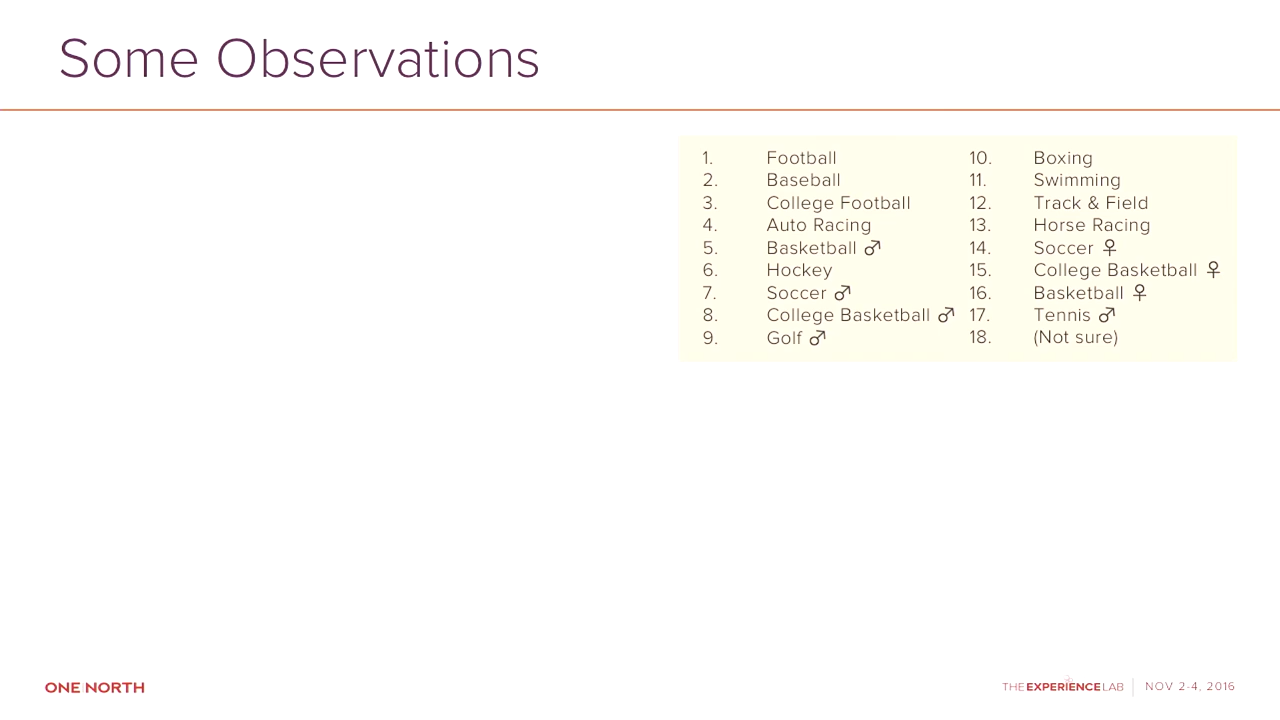 Some Observations
1. Football
2. Baseball
3. College Football
4. Auto Racing
5. Basketball ♂
6. Hockey
7. Soccer ♂
8. College Basketball ♂
9. Golf ♂
10. Boxing
11. Swimming
12. Track & Field
13. Horse Racing
14. Soccer ♀
15. College Basketball ♀
16. Basketball ♀
17. Tennis ♂
18. (Not sure)
ONE NORTH
THE EXPERIENCE LAB
NOV 2-4, 2016